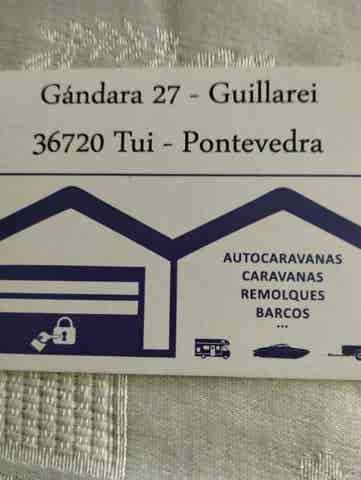 Gándara 27 - Guillarei
36720 Tui - Pontevedra
AUTOCARAVANAS
CARAVANAS
REMOLQUES
BARCOS
...